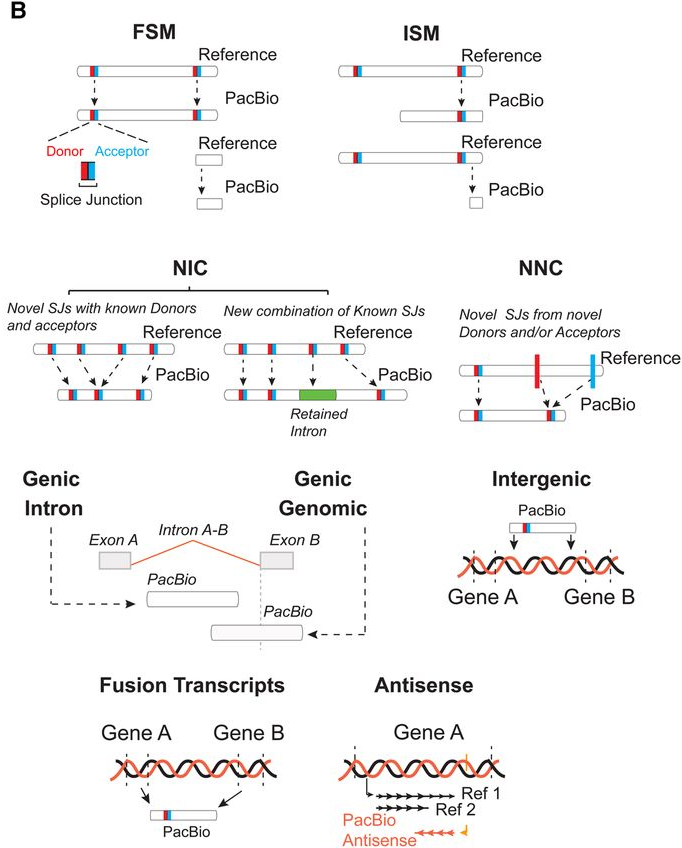 B
FSM
Reference
PacBio
Donor Acceptor
Splice Junction
Reference
PacBio
ISM
Reference
PacBio
Reference
PacBio
NIC
Novel SJs with known Donors
and acceptors
Reference
PacBio
New combination of Known SJs
Reference
PacBio
Retained
Intron
NNC
Novel SJs from novel
Donors and/or Acceptors
Reference
PacBio
Genic
Intron
Genic
Genomic
Exon A
Intron A-B
Exon B
PacBio
PacBio
Intergenic
PacBio
Gene A
Gene B
Fusion Transcripts
Gene A
Gene B
PacBio
Antisense
Gene A
Ref 1
Ref 2
PacBio
Antisense